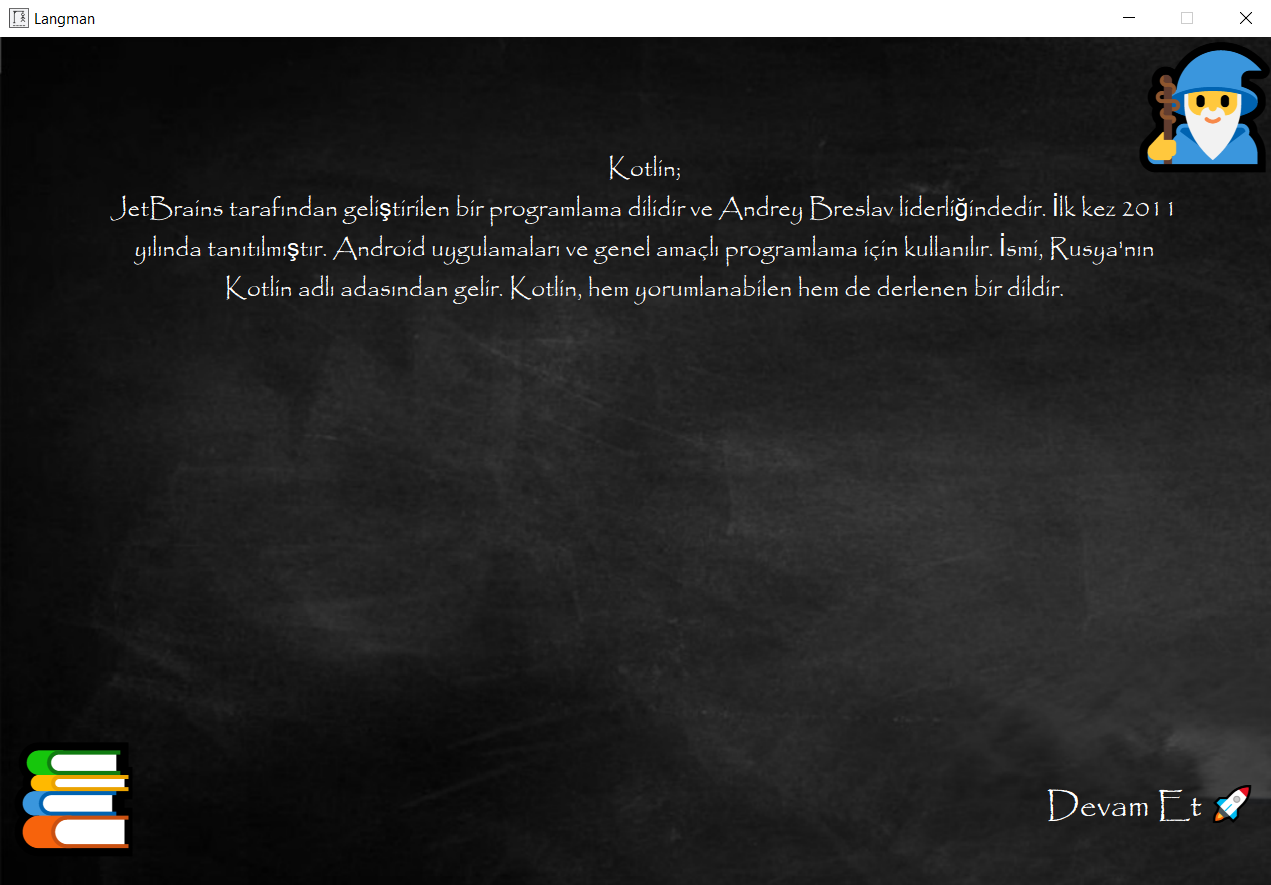 Langman
Kotlin;
JetBrains tarafından geliştirilen bir programlama dilidir ve Andrey Breslav liderliğindedir. İlk kez 2011
yılında tanıtılmıştır. Android uygulamaları ve genel amaçlı programlama için kullanılır. İsmi, Rusya'nın
Kotlin adlı adasından gelir. Kotlin, hem yorumlanabilen hem de derlenen bir dildir.
Devam Et